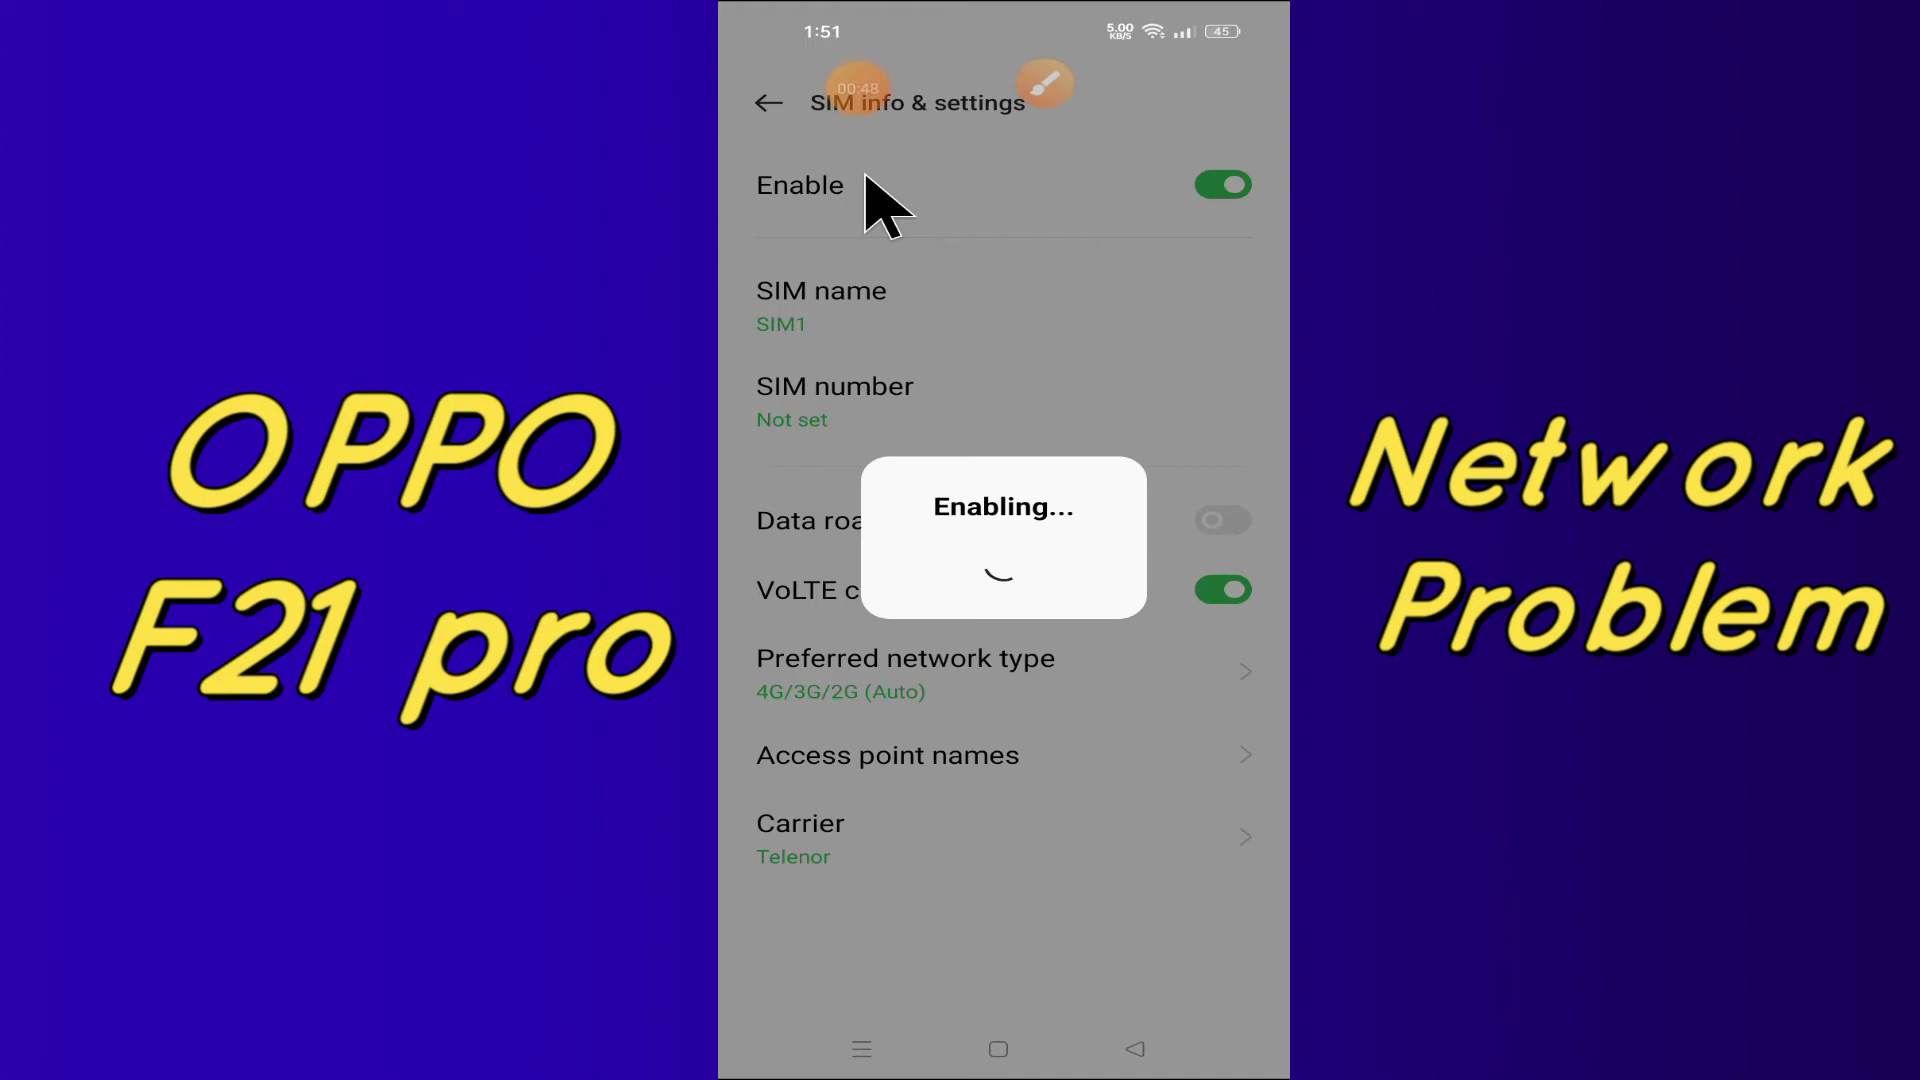 OPPO
F21 pro
1:51
5.00
KB/S
45
00:48
SIM info & settings
Enable
SIM name
SIM1
SIM number
Not set
Enabling...
Data roa
VoLTE c
Preferred network type
4G/3G/2G (Auto)
Access point names
Carrier
Telenor
Network
Problem